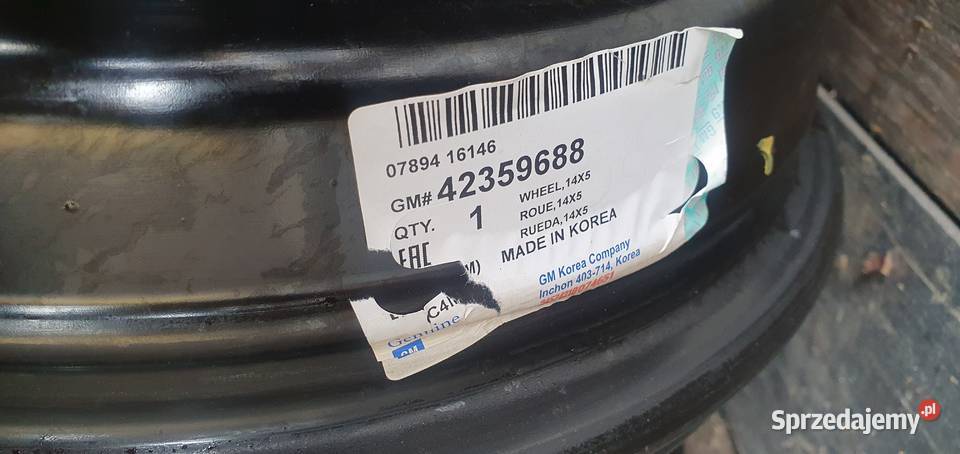 07894 16146
GM# 42359688
QTY. 1
WHEEL,14X5
ROUE,14X5
RUEDA,14X5
EAC
MADE IN KOREA
GM Korea Company
Inchon 403-714, Korea
Genuine
GM
Sprzedajemy.pl